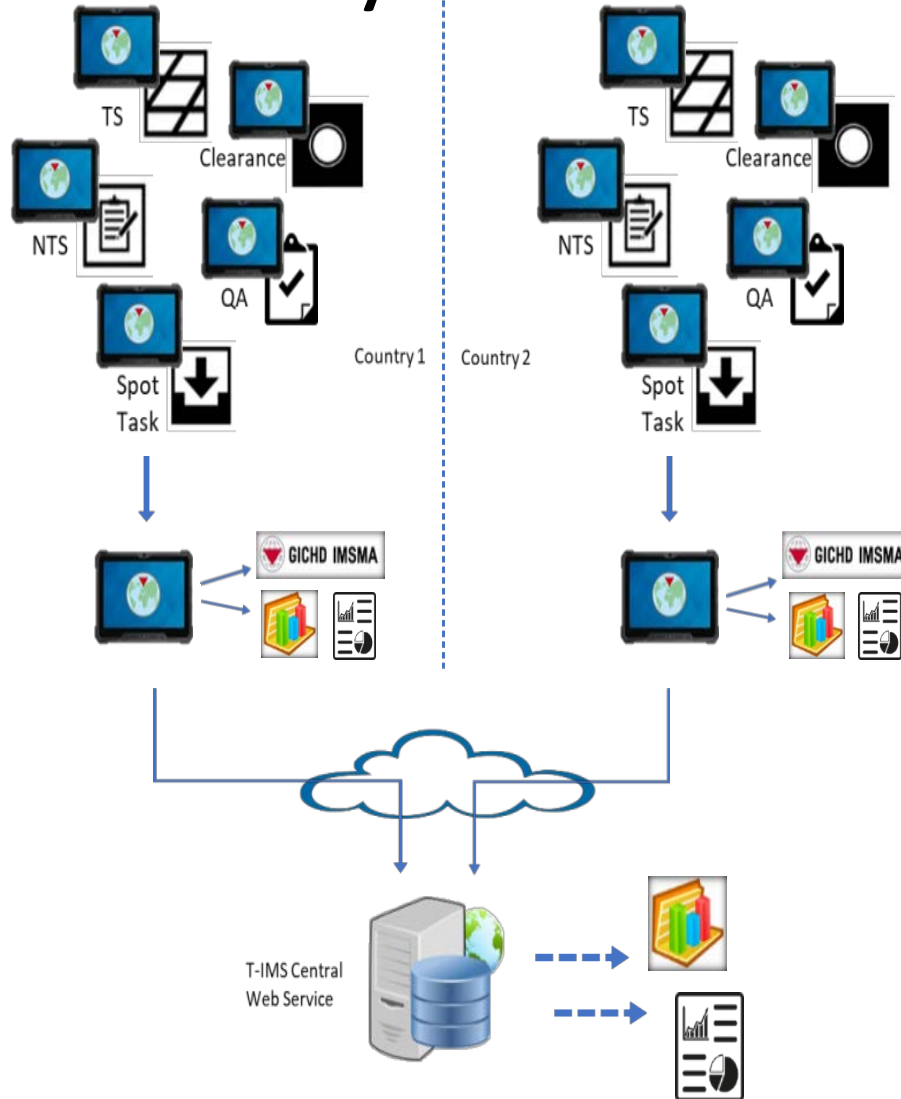 TS
Clearance
NTS
QA
Spot
Task
Country 1
GICHD IMSMA
TS
Clearance
NTS
QA
Spot
Task
Country 2
GICHD IMSMA
T-IMS Central
Web Service